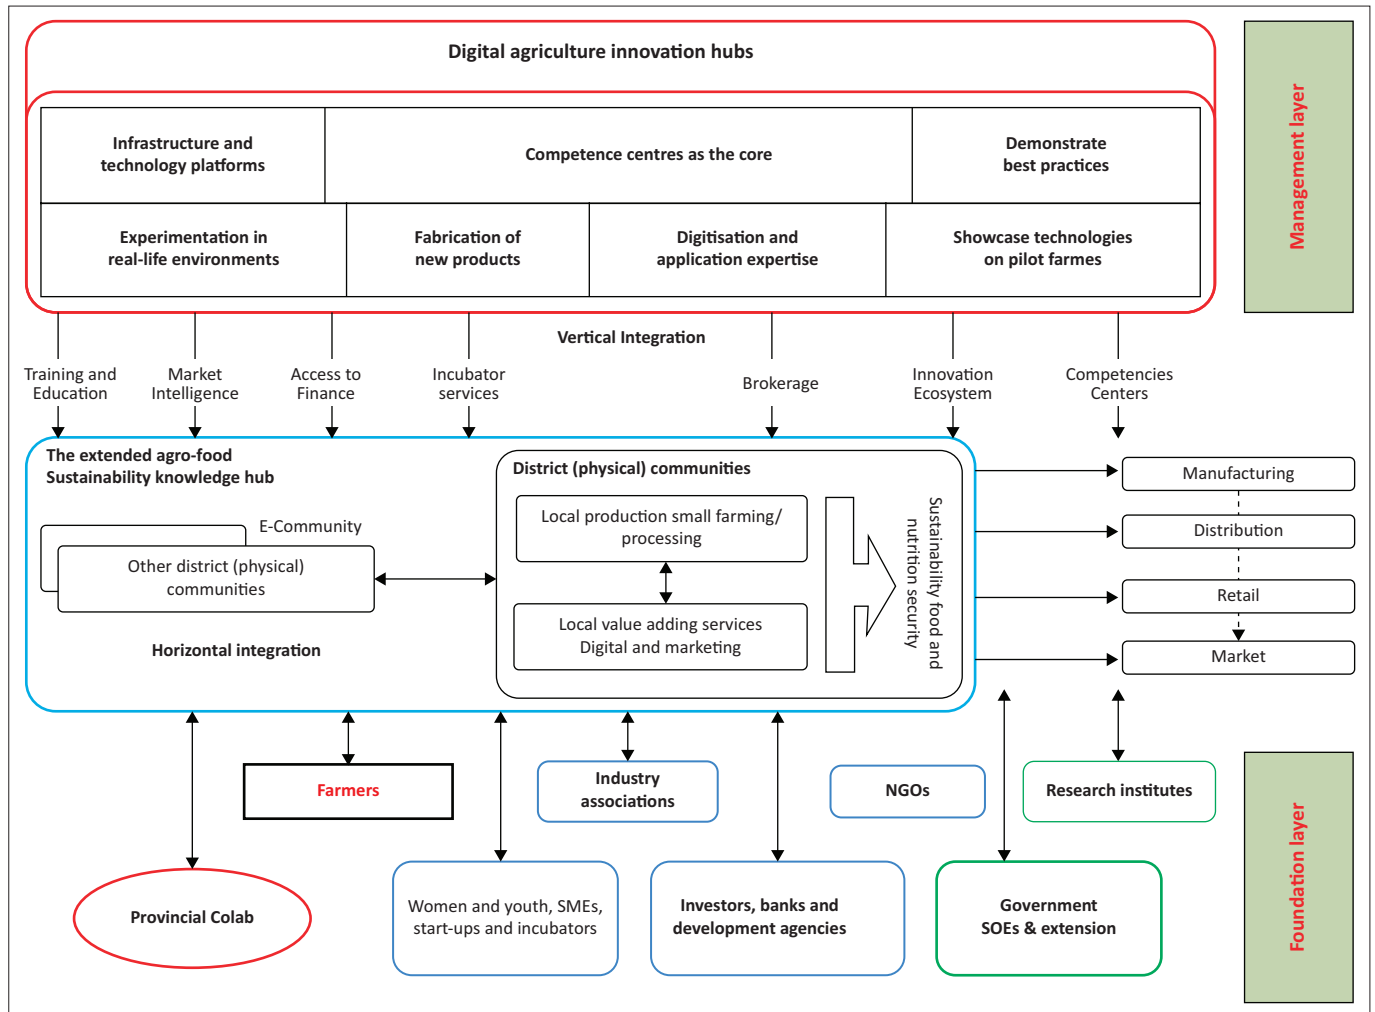 Digital agriculture innovation hubs
Management layer
Infrastructure and
technology platforms
Competence centres as the core
Demonstrate
best practices
Experimentation in
real-life environments
Fabrication of
new products
Digitisation and
application expertise
Showcase technologies
on pilot farmes
Vertical Integration
Training and
Education
Market
Intelligence
Access to
Finance
Incubator
services
Brokerage
Innovation
Ecosystem
Competencies
Centers
The extended agro-food
Sustainability knowledge hub
E-Community
Other district (physical)
communities
Horizontal integration
District (physical) communities
Local production small farming/
processing
Local value adding services
Digital and marketing
Sustainability food and
nutrition security
Manufacturing
Distribution
Retail
Market
Farmers
Industry
associations
NGOs
Research institutes
Foundation layer
Provincial Colab
Women and youth, SMEs,
start-ups and incubators
Investors, banks and
development agencies
Government
SOEs & extension